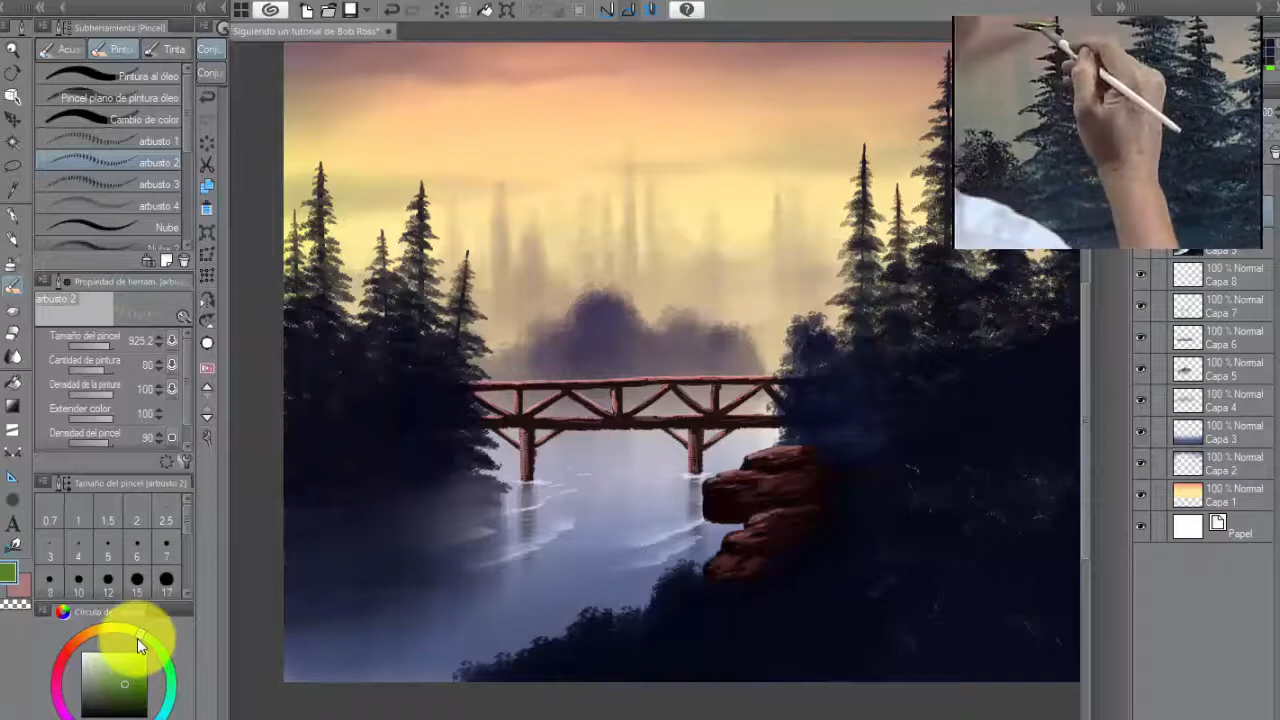 Subherramienta (Pincel)
Siguiendo un tutorial de Bob Ross*
Acua
Pintu
Tinta
Conju
Conju
Pintura al óleo
Pincel plano de pintura óleo
Cambio de color
arbusto 1
arbusto 2
arbusto 3
arbusto 4
Nube
Nube 2
Propiedad de herram. [arbu
arbusto 2
Tamaño del pincel 925.2
Cantidad de pintura 80
Densidad de la pintura 100
Extender color 100
Densidad del pincel 90
Tamaño del pincel [arbusto 2]
0.7 1 1.5 2 2.5
3 4 5 6 7
8 10 12 15 17
Círculo de
100 % Normal
Capa 8
100 % Normal
Capa 7
100 % Normal
Capa 6
100 % Normal
Capa 5
100 % Normal
Capa 4
100 % Normal
Capa 3
100 % Normal
Capa 2
100 % Normal
Capa 1
Papel